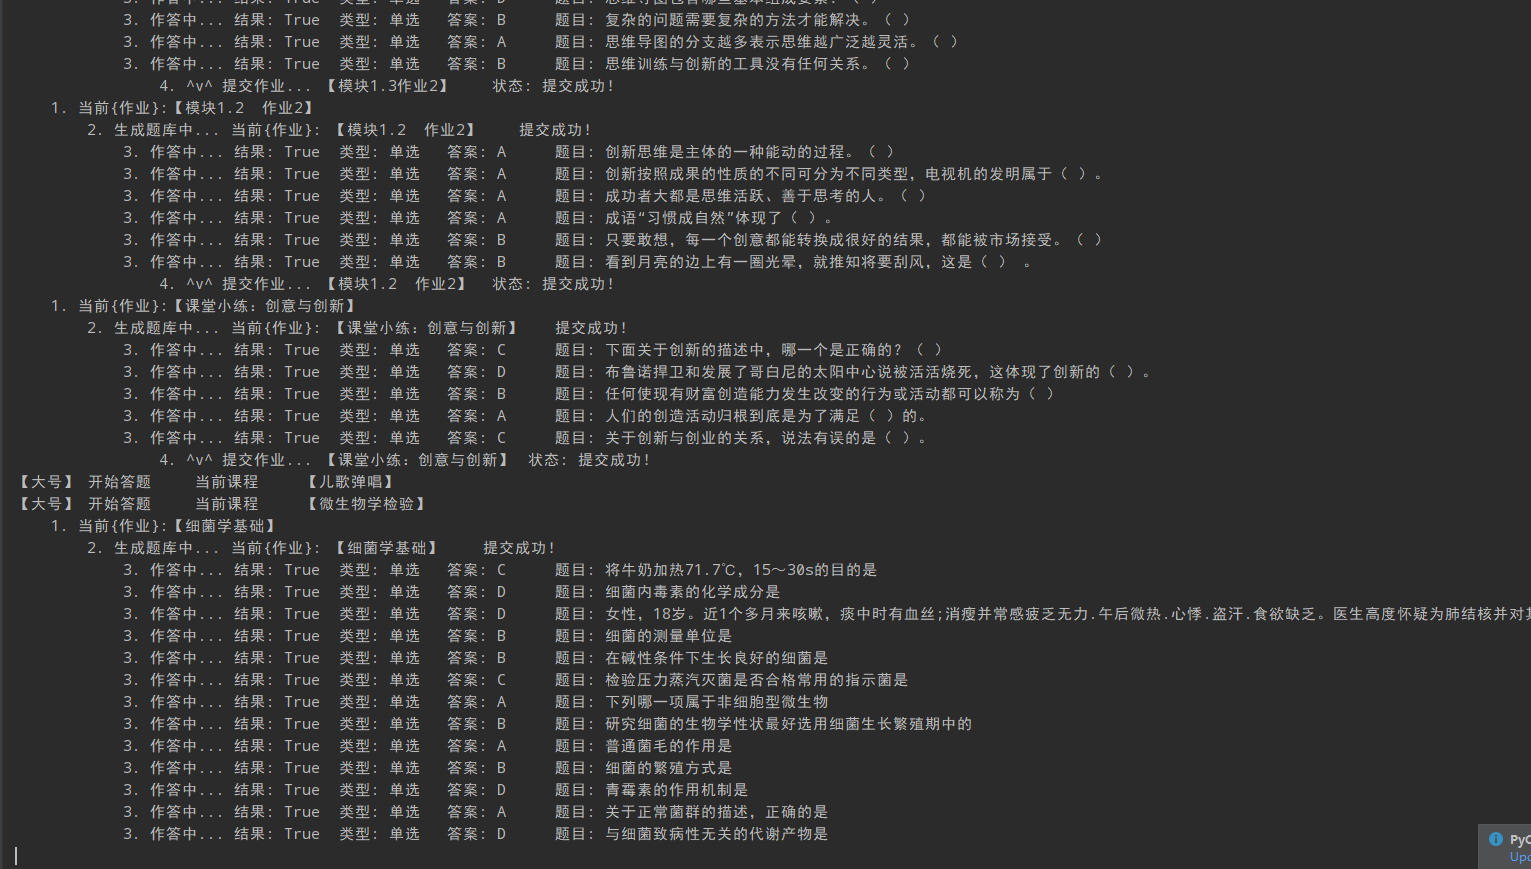 3. 作答中... 结果: True 类型: 单选 答案: D 题目: 思维导图包含哪些基本组成要素? ( )
3. 作答中... 结果: True 类型: 单选 答案: B 题目: 复杂的问题需要复杂的方法才能解决。( )
3. 作答中... 结果: True 类型: 单选 答案: A 题目: 思维导图的分支越多表示思维越广泛越灵活。( )
3. 作答中... 结果: True 类型: 单选 答案: B 题目: 思维训练与创新的工具没有任何关系。( )
4. ^v^ 提交作业... 【模块1.3作业2】 状态: 提交成功!
1. 当前{作业}:【模块1.2 作业2】
2. 生成题库中... 当前{作业}: 【模块1.2 作业2】 提交成功!
3. 作答中... 结果: True 类型: 单选 答案: A 题目: 创新思维是主体的一种能动的过程。( )
3. 作答中... 结果: True 类型: 单选 答案: A 题目: 创新按照成果的性质的不同可分为不同类型，电视机的发明属于( )。
3. 作答中... 结果: True 类型: 单选 答案: A 题目: 成功者大都是思维活跃、善于思考的人。( )
3. 作答中... 结果: True 类型: 单选 答案: A 题目: 成语“习惯成自然”体现了( )。
3. 作答中... 结果: True 类型: 单选 答案: B 题目: 只要敢想，每一个创意都能转换成很好的结果，都能被市场接受。( )
3. 作答中... 结果: True 类型: 单选 答案: B 题目: 看到月亮的边上有一圈光晕，就推知将要刮风，这是( ) 。
4. ^v^ 提交作业... 【模块1.2 作业2】 状态: 提交成功!
1. 当前{作业}:【课堂小练: 创意与创新】
2. 生成题库中... 当前{作业}: 【课堂小练: 创意与创新】 提交成功!
3. 作答中... 结果: True 类型: 单选 答案: C 题目: 下面关于创新的描述中，哪一个是正确的? ( )
3. 作答中... 结果: True 类型: 单选 答案: D 题目: 布鲁诺捍卫和发展了哥白尼的太阳中心说被活活烧死，这体现了创新的( )。
3. 作答中... 结果: True 类型: 单选 答案: B 题目: 任何使现有财富创造能力发生改变的行为或活动都可以称为( )
3. 作答中... 结果: True 类型: 单选 答案: A 题目: 人们的创造活动归根到底是为了满足( )的。
3. 作答中... 结果: True 类型: 单选 答案: C 题目: 关于创新与创业的关系，说法有误的是( )。
4. ^v^ 提交作业... 【课堂小练: 创意与创新】 状态: 提交成功!
【大号】 开始答题 当前课程 【儿歌弹唱】
【大号】 开始答题 当前课程 【微生物学检验】
1. 当前{作业}:【细菌学基础】
2. 生成题库中... 当前{作业}: 【细菌学基础】 提交成功!
3. 作答中... 结果: True 类型: 单选 答案: C 题目: 将牛奶加热71.7℃，15～30s的目的是
3. 作答中... 结果: True 类型: 单选 答案: D 题目: 细菌内毒素的化学成分是
3. 作答中... 结果: True 类型: 单选 答案: D 题目: 女性，18岁。近1个多月来咳嗽，痰中时有血丝;消瘦并常感疲乏无力.午后微热.心悸.盗汗.食欲缺乏。医生高度怀疑为肺结核并对
3. 作答中... 结果: True 类型: 单选 答案: B 题目: 细菌的测量单位是
3. 作答中... 结果: True 类型: 单选 答案: B 题目: 在碱性条件下生长良好的细菌是
3. 作答中... 结果: True 类型: 单选 答案: C 题目: 检验压力蒸汽灭菌是否合格常用的指示菌是
3. 作答中... 结果: True 类型: 单选 答案: A 题目: 下列哪一项属于非细胞型微生物
3. 作答中... 结果: True 类型: 单选 答案: B 题目: 研究细菌的生物学性状最好选用细菌生长繁殖期中的
3. 作答中... 结果: True 类型: 单选 答案: A 题目: 普通菌毛的作用是
3. 作答中... 结果: True 类型: 单选 答案: B 题目: 细菌的繁殖方式是
3. 作答中... 结果: True 类型: 单选 答案: D 题目: 青霉素的作用机制是
3. 作答中... 结果: True 类型: 单选 答案: A 题目: 关于正常菌群的描述，正确的是
3. 作答中... 结果: True 类型: 单选 答案: D 题目: 与细菌致病性无关的代谢产物是